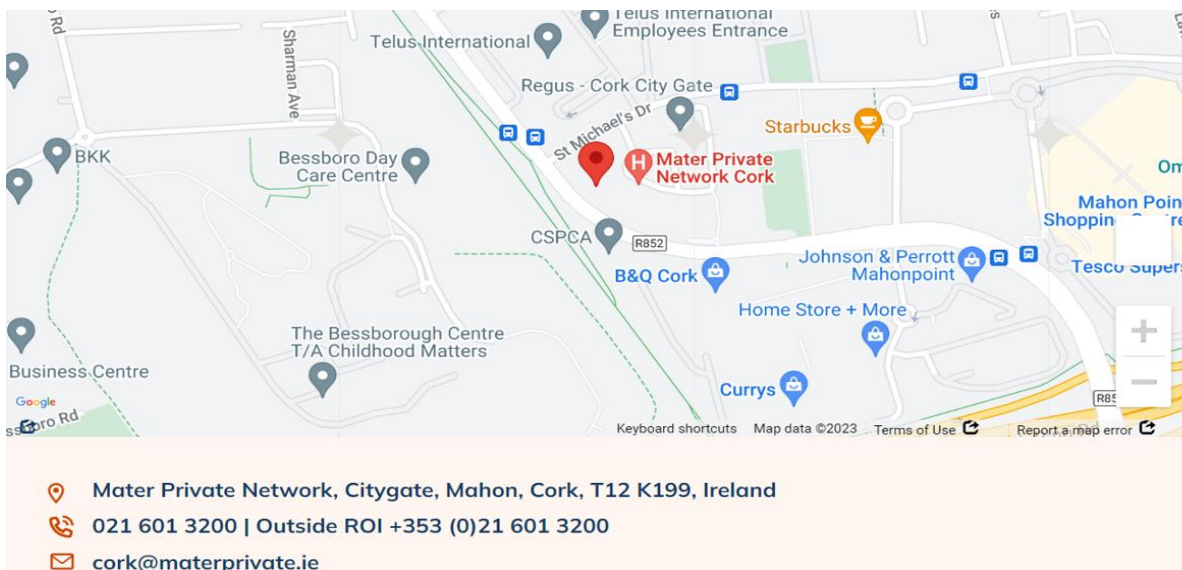 Rd
Sharman Ave
Telus International
Telus International
Employees Entrance
Regus - Cork City Gate
St Michael's Dr
Starbucks
BKK
Bessboro Day
Care Centre
H
Mater Private
Network Cork
Mahon
Shopping
CSPCA
R852
Johnson & Perrott
Mahonpoint
B&Q Cork
Tesco
Home Store + More
The Bessborough Centre
T/A Childhood Matters
Business Centre
Currys
Google
Rd
Keyboard shortcuts Map data ©2023 Terms of Use Report a map error
Mater Private Network, Citygate, Mahon, Cork, T12 K199, Ireland
021 601 3200 | Outside ROI +353 (0)21 601 3200
cork@materprivate.ie